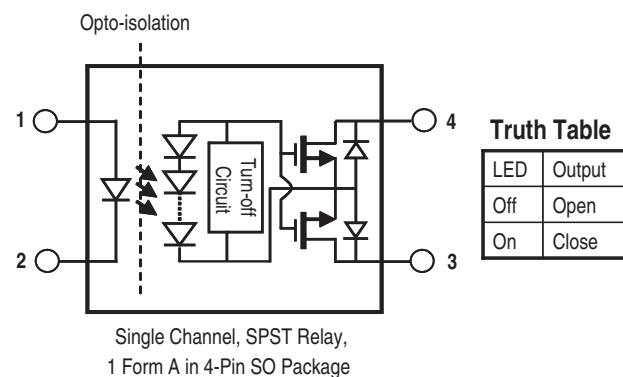 Opto-isolation
1
4
2
3
Turn-off
Circuit
Truth Table
LED Output
Off Open
On Close
Single Channel, SPST Relay,
1 Form A in 4-Pin SO Package